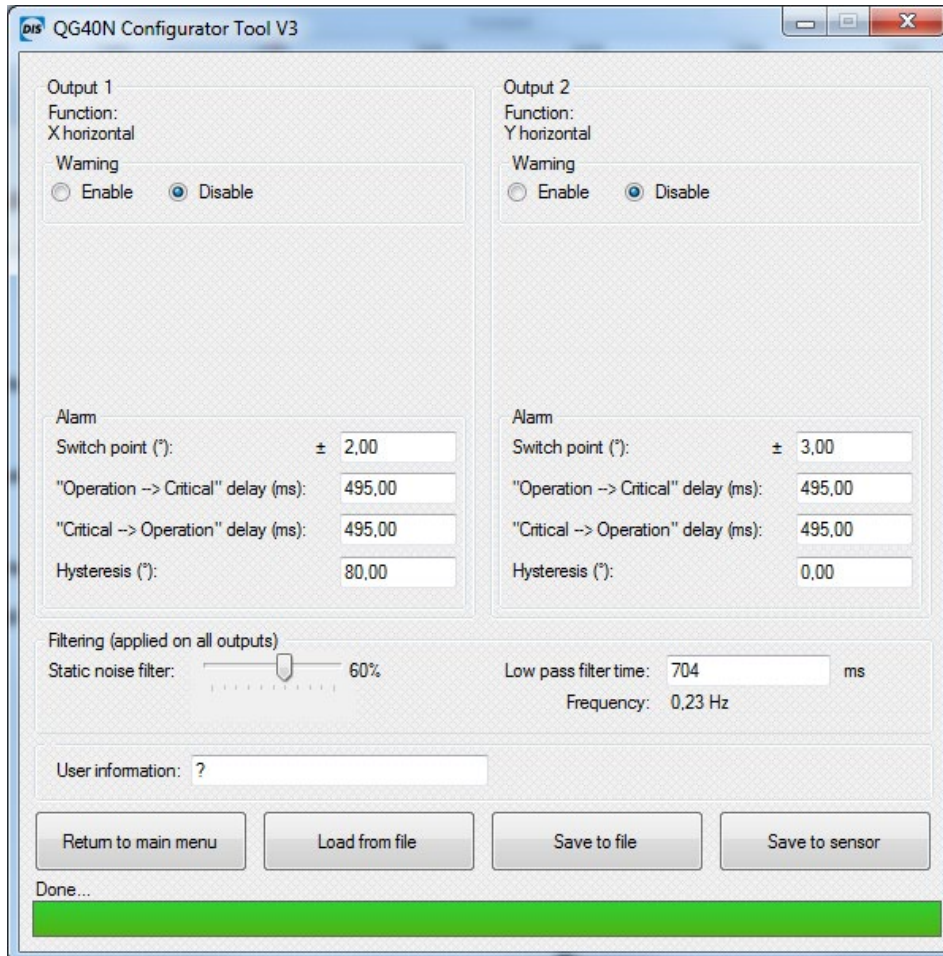 DIS QG40N Configurator Tool V3
Output 1
Function:
X horizontal
Warning
Enable Disable
Alarm
Switch point (°): ± 2,00
"Operation --> Critical" delay (ms): 495,00
"Critical --> Operation" delay (ms): 495,00
Hysteresis (°): 80,00
Output 2
Function:
Y horizontal
Warning
Enable Disable
Alarm
Switch point (°): ± 3,00
"Operation --> Critical" delay (ms): 495,00
"Critical --> Operation" delay (ms): 495,00
Hysteresis (°): 0,00
Filtering (applied on all outputs)
Static noise filter: 60%
Low pass filter time: 704 ms
Frequency: 0,23 Hz
User information: ?
Return to main menu Load from file Save to file Save to sensor
Done...